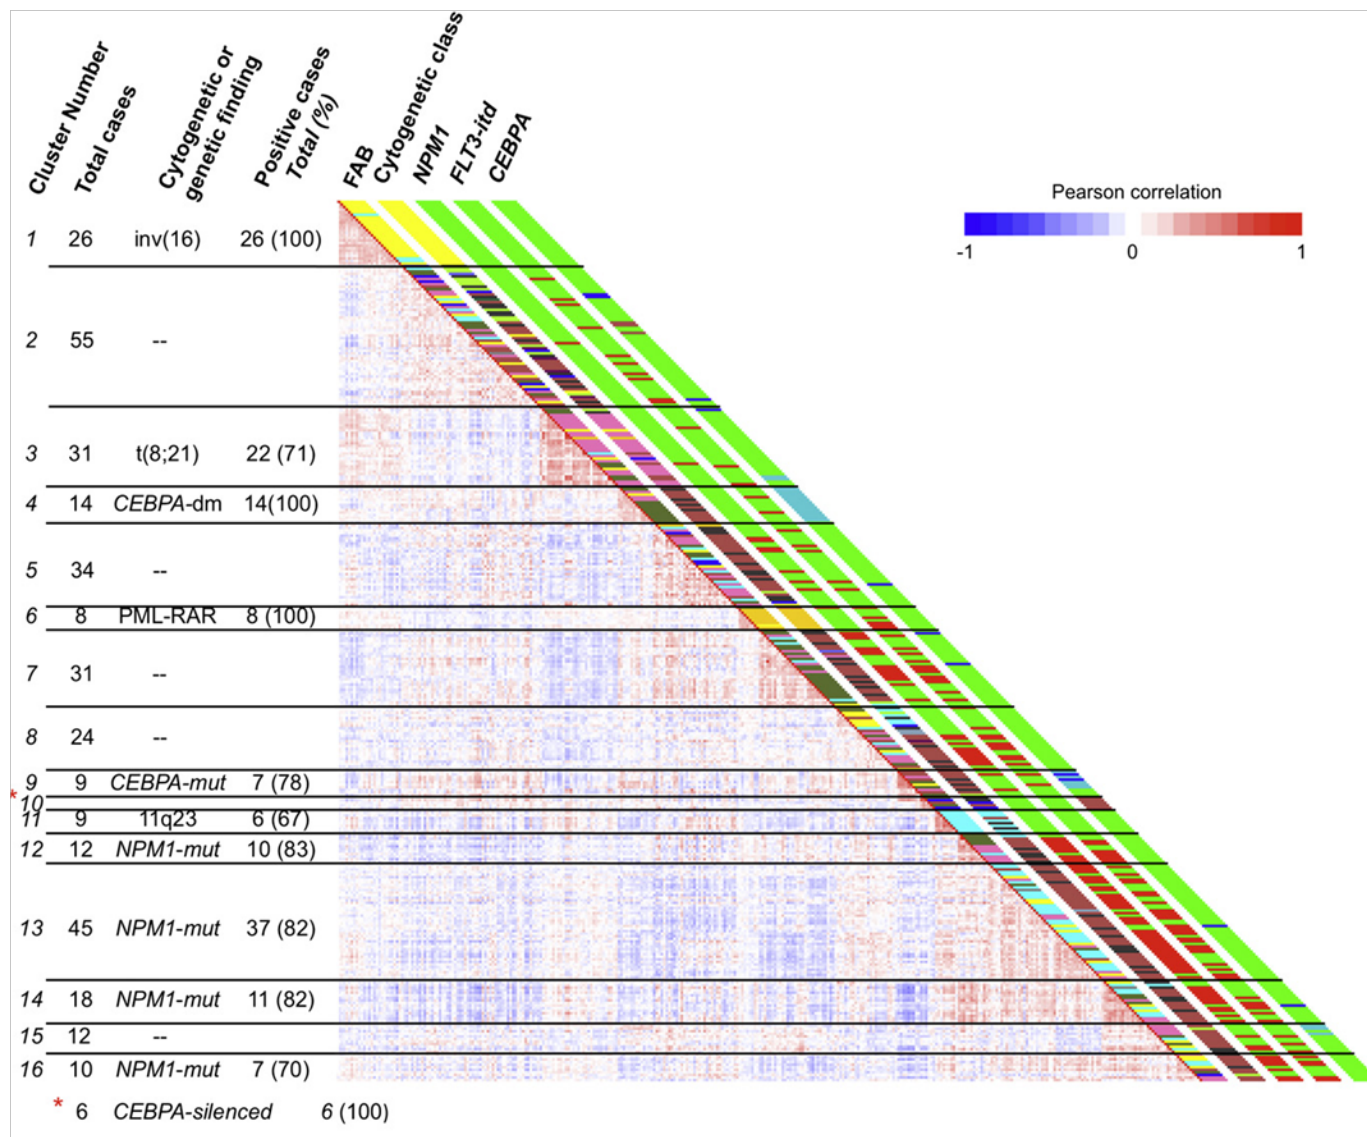 Cluster Number
Total cases
Cytogenetic or
genetic finding
Positive cases
Total (%)
FAB
Cytogenetic class
NPM1
FLT3-itd
CEBPA
Pearson correlation
-1 0 1
1 26 inv(16) 26 (100)
2 55 --
3 31 t(8;21) 22 (71)
4 14 CEBPA-dm 14(100)
5 34 --
6 8 PML-RAR 8 (100)
7 31 --
8 24 --
9 9 CEBPA-mut 7 (78)
* 10
11 9 11q23 6 (67)
12 12 NPM1-mut 10 (83)
13 45 NPM1-mut 37 (82)
14 18 NPM1-mut 11 (82)
15 12 --
16 10 NPM1-mut 7 (70)
* 6 CEBPA-silenced 6 (100)